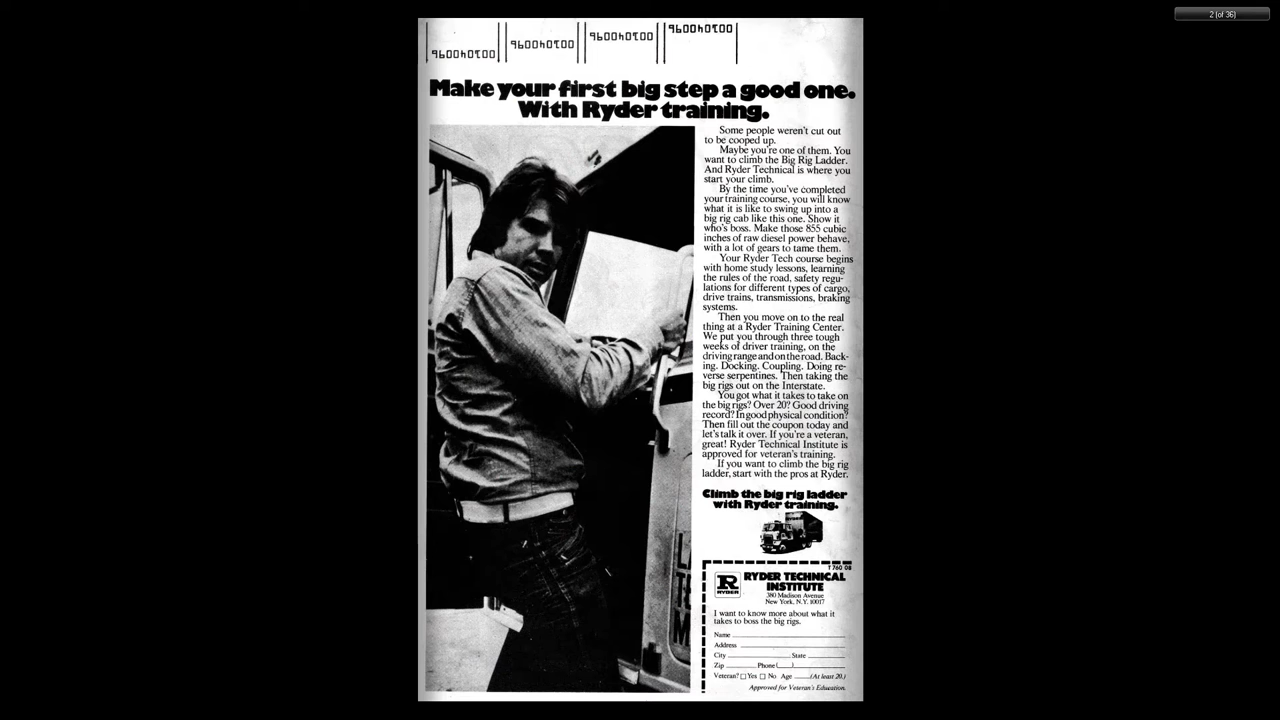 2 (of 36)
Make your first big step a good one.
With Ryder training.
Some people weren't cut out
to be cooped up.
Maybe you're one of them. You
want to climb the Big Rig Ladder.
And Ryder Technical is where you
start your climb.
By the time you've completed
your training course, you will know
what it is like to swing up into a
big rig cab like this one. Show it
who's boss. Make those 855 cubic
inches of raw diesel power behave,
with a lot of gears to tame them.
Your Ryder Tech course begins
with home study lessons, learning
the rules of the road, safety regu-
lations for different types of cargo,
drive trains, transmissions, braking
systems.
Then you move on to the real
thing at a Ryder Training Center.
We put you through three tough
weeks of driver training, on the
driving range and on the road. Back-
ing. Docking. Coupling. Doing re-
verse serpentines. Then taking the
big rigs out on the Interstate.
You got what it takes to take on
the big rigs? Over 20? Good driving
record? In good physical condition?
Then fill out the coupon today and
let's talk it over. If you're a veteran,
great! Ryder Technical Institute is
approved for veteran's training.
If you want to climb the big rig
ladder, start with the pros at Ryder.
Climb the big rig ladder
with Ryder training.
RYDER
T 760 08
R
RYDER
RYDER TECHNICAL
INSTITUTE
380 Madison Avenue
New York, N.Y. 10017
I want to know more about what it
takes to boss the big rigs.
Name
Address
City State
Zip Phone ( )
Veteran? Yes No Age (At least 20.)
Approved for Veteran's Education.